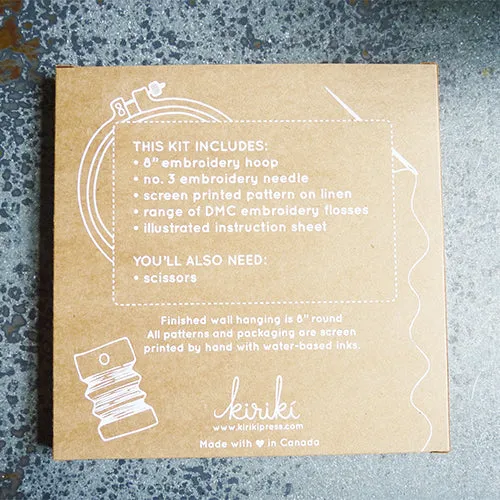 THIS KIT INCLUDES:
• 8" embroidery hoop
• no. 3 embroidery needle
• screen printed pattern on linen
• range of DMC embroidery flosses
• illustrated instruction sheet
YOU'LL ALSO NEED:
• scissors
Finished wall hanging is 8" round
All patterns and packaging are screen
printed by hand with water-based inks.
kiriki
www.kirikipress.com
Made with ♥ in Canada